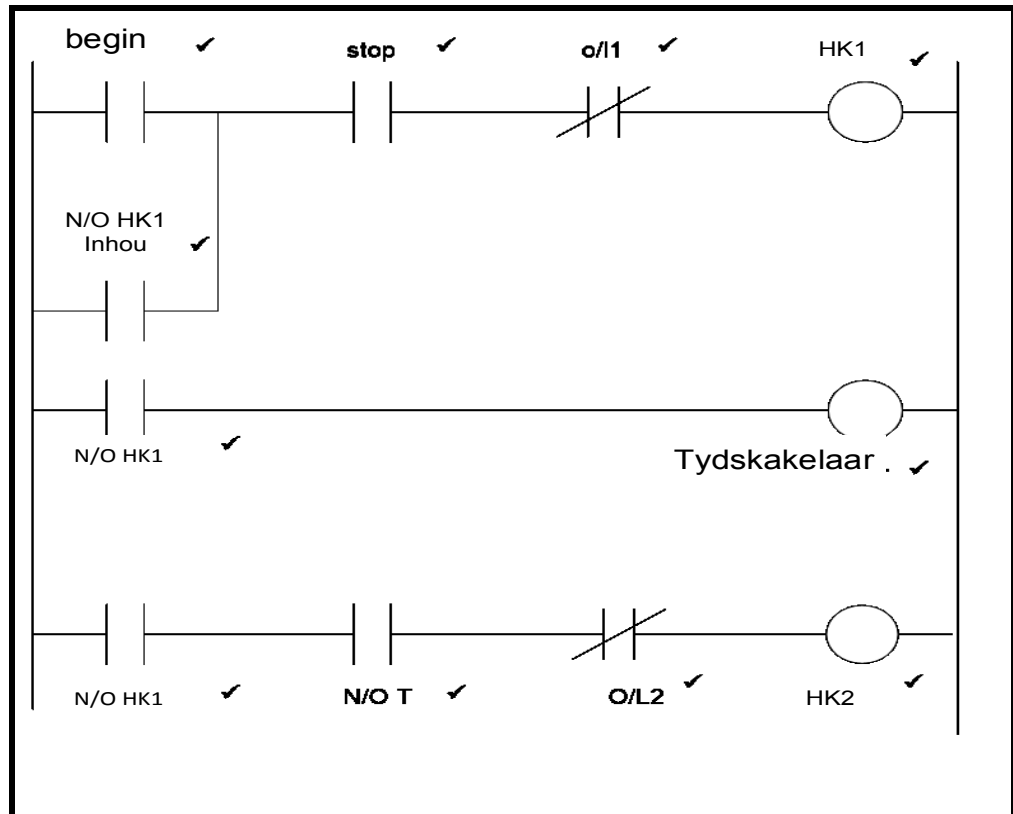 begin ✔ stop ✔ o/l1 ✔ HK1 ✔
N/O HK1
Inhou ✔
N/O HK1 ✔
Tydskakelaar . ✔
N/O HK1 ✔ N/O T ✔ O/L2 ✔ HK2 ✔